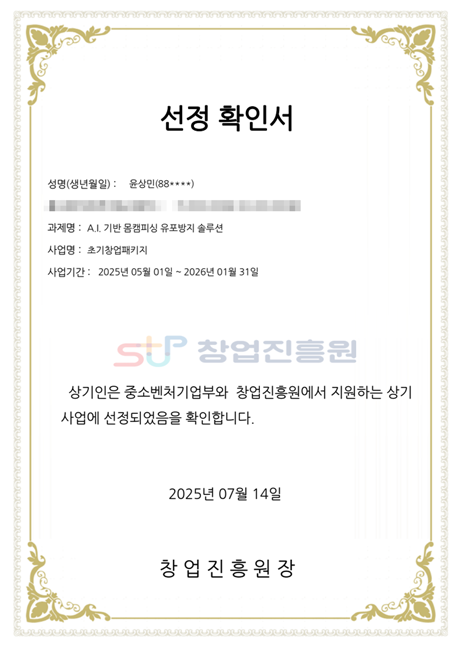 선정 확인서
성명(생년월일) : 윤상민(88****)
과제명 : A.I. 기반 몸캠피싱 유포방지 솔루션
사업명 : 초기창업패키지
사업기간 : 2025년 05월 01일 ~ 2026년 01월 31일
stup 창업진흥원
상기인은 중소벤처기업부와 창업진흥원에서 지원하는 상기
사업에 선정되었음을 확인합니다.
2025년 07월 14일
창 업 진 흥 원 장